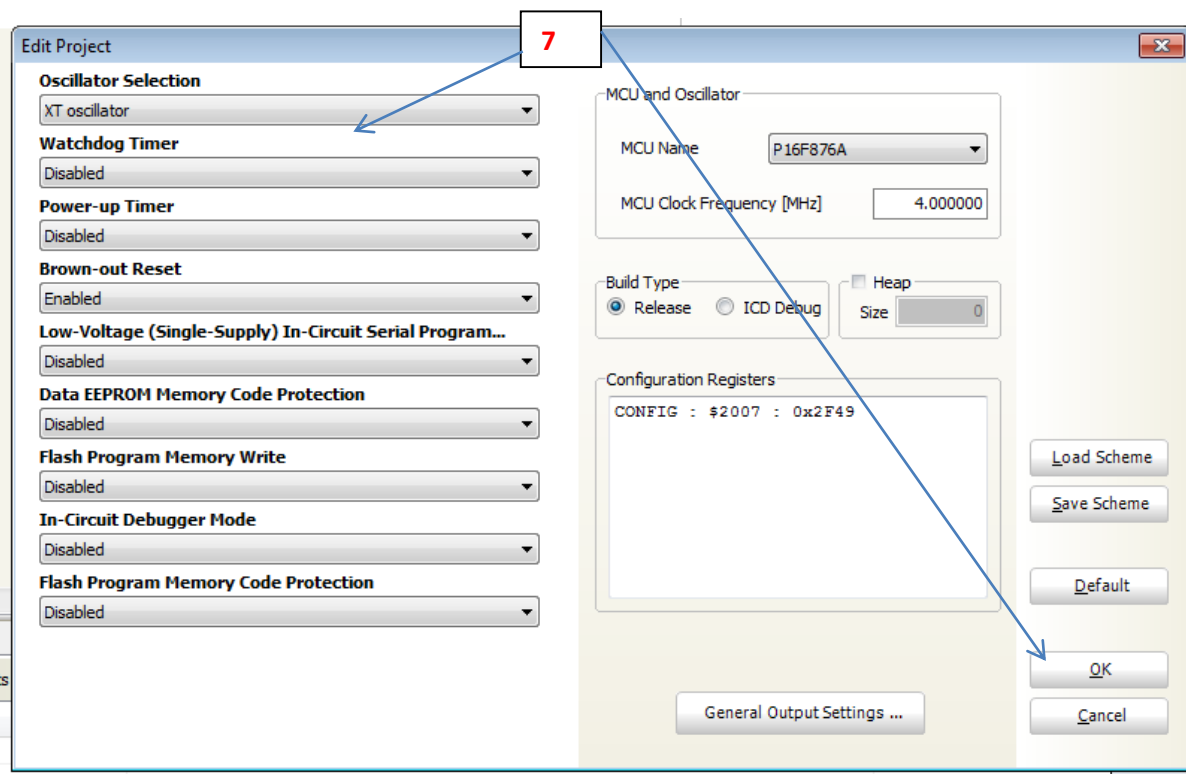 7
Edit Project
Oscillator Selection
XT oscillator
Watchdog Timer
Disabled
Power-up Timer
Disabled
Brown-out Reset
Enabled
Low-Voltage (Single-Supply) In-Circuit Serial Program...
Disabled
Data EEPROM Memory Code Protection
Disabled
Flash Program Memory Write
Disabled
In-Circuit Debugger Mode
Disabled
Flash Program Memory Code Protection
Disabled
MCU and Oscillator
MCU Name P16F876A
MCU Clock Frequency [MHz] 4.000000
Build Type
Release ICD Debug
Heap
Size 0
Configuration Registers
CONFIG : $2007 : 0x2F49
General Output Settings ...
Load Scheme
Save Scheme
Default
OK
Cancel